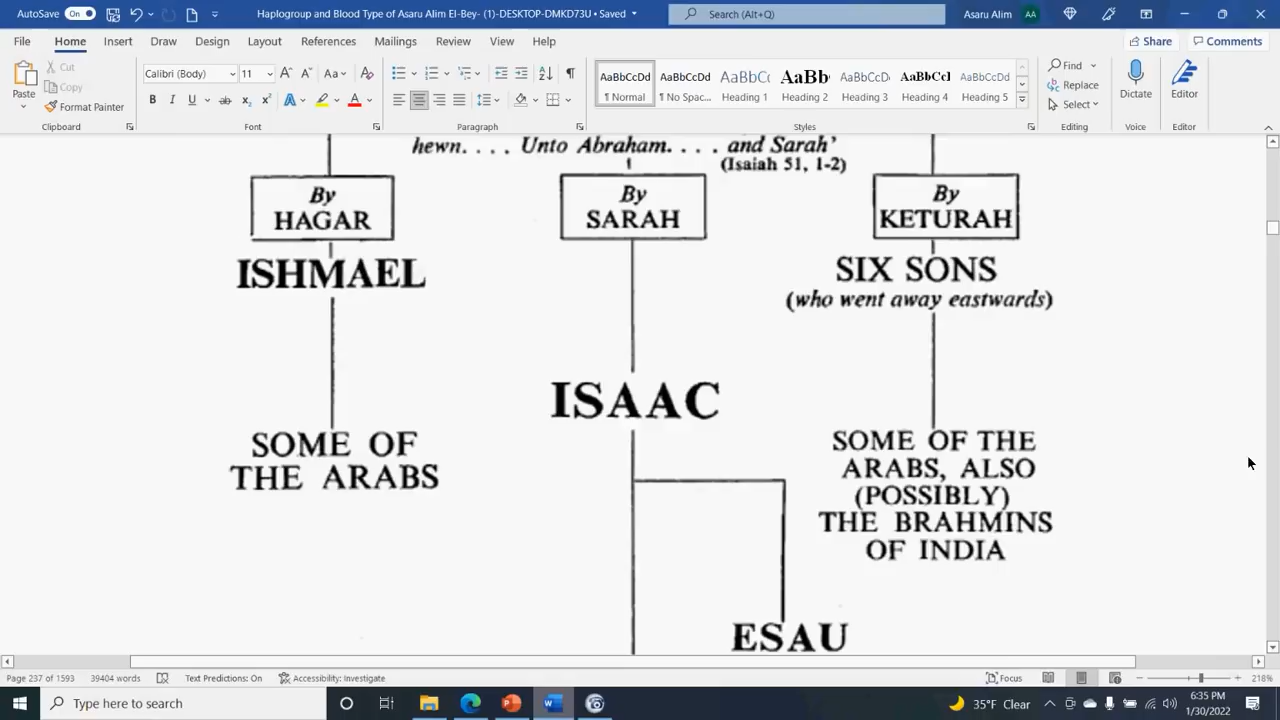 AutoSave On Haplogroup and Blood Type of Asaru Alim El-Bey- (1)-DESKTOP-DMKD73U • Saved Search (Alt+Q) Asaru Alim AA
File Home Insert Draw Design Layout References Mailings Review View Help Share Comments
Paste Cut Copy Format Painter
Calibri (Body) 11
AaBbCcDd AaBbCcDd AaBbCc AaBb AaBbCcDd AaBbCcI AaBbCcDd
¶ Normal ¶ No Spac... Heading 1 Heading 2 Heading 3 Heading 4 Heading 5
Find Replace Select Dictate Editor
Clipboard Font Paragraph Styles Editing Voice Editor
hewn. . . . Unto Abraham. . . . and Sarah'
(Isaiah 51, 1-2)
By
HAGAR
By
SARAH
By
KETURAH
ISHMAEL
SIX SONS
(who went away eastwards)
ISAAC
SOME OF
THE ARABS
SOME OF THE
ARABS, ALSO
(POSSIBLY)
THE BRAHMINS
OF INDIA
ESAU
Page 237 of 1593 39404 words Text Predictions: On Accessibility: Investigate Focus 218%
Type here to search 35°F Clear 6:35 PM
1/30/2022